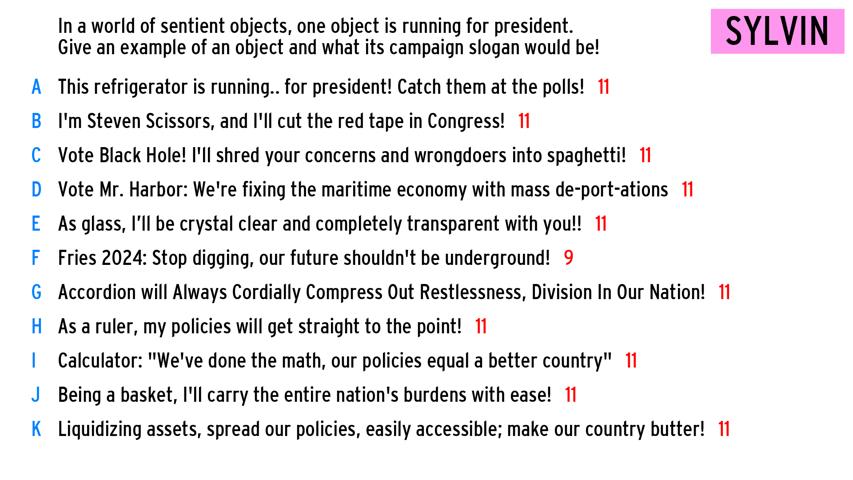 In a world of sentient objects, one object is running for president.
Give an example of an object and what its campaign slogan would be!
SYLVIN
A This refrigerator is running.. for president! Catch them at the polls! 11
B I'm Steven Scissors, and I'll cut the red tape in Congress! 11
C Vote Black Hole! I'll shred your concerns and wrongdoers into spaghetti! 11
D Vote Mr. Harbor: We're fixing the maritime economy with mass de-port-ations 11
E As glass, I’ll be crystal clear and completely transparent with you!! 11
F Fries 2024: Stop digging, our future shouldn't be underground! 9
G Accordion will Always Cordially Compress Out Restlessness, Division In Our Nation! 11
H As a ruler, my policies will get straight to the point! 11
I Calculator: "We've done the math, our policies equal a better country" 11
J Being a basket, I'll carry the entire nation's burdens with ease! 11
K Liquidizing assets, spread our policies, easily accessible; make our country butter! 11